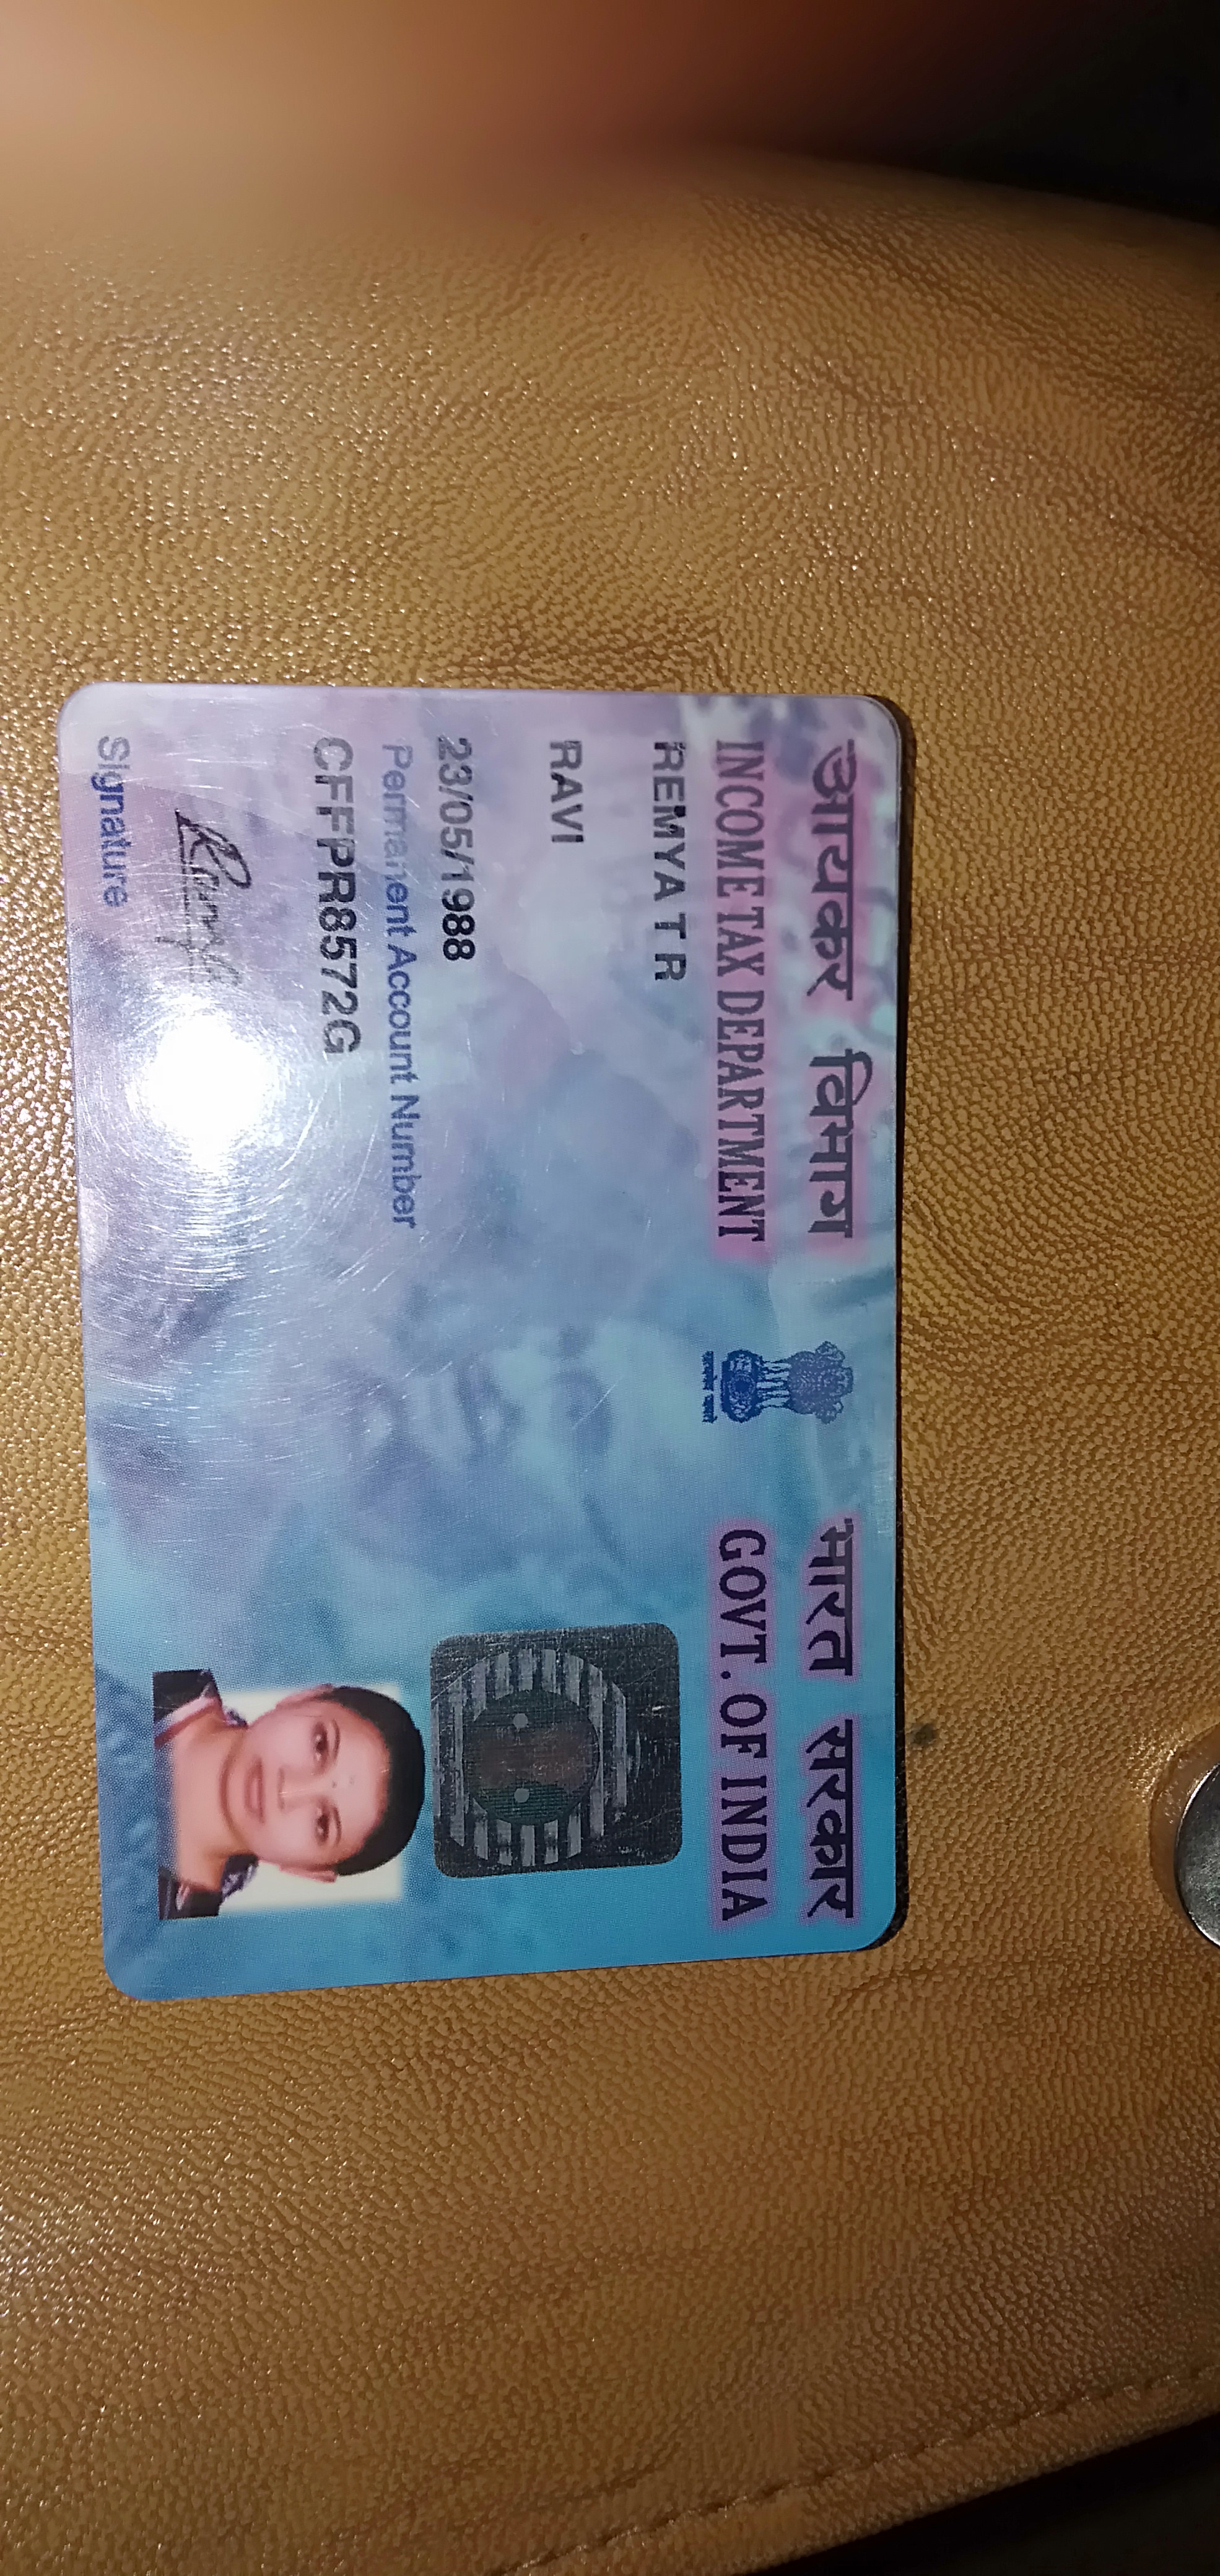 आयकर विभाग
INCOME TAX DEPARTMENT
भारत सरकार
GOVT. OF INDIA
REMYA T R
RAVI
23/05/1988
Permanent Account Number
CFFPR8572G
Signature